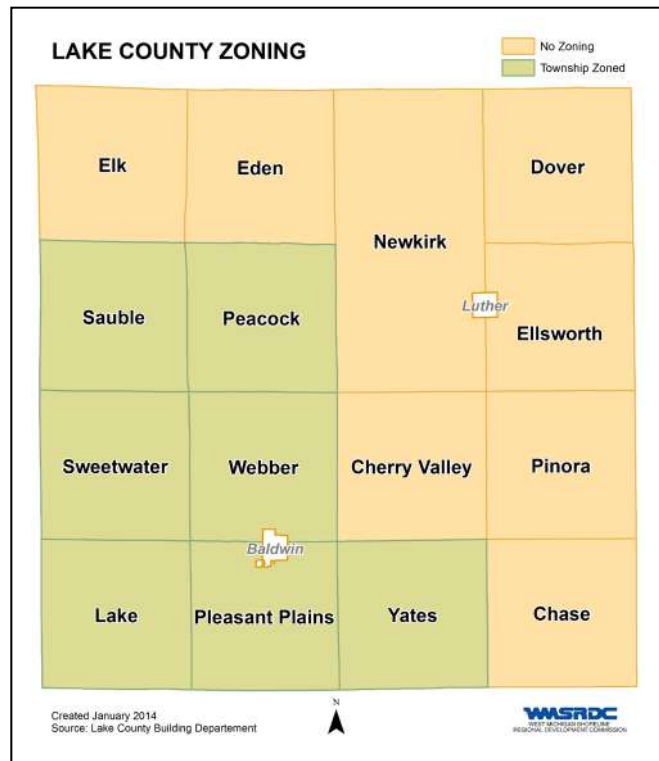 LAKE COUNTY ZONING
No Zoning
Township Zoned
Elk
Eden
Dover
Newkirk
Sauble
Peacock
Luther
Ellsworth
Sweetwater
Webber
Cherry Valley
Pinora
Baldwin
Lake
Pleasant Plains
Yates
Chase
Created January 2014
Source: Lake County Building Departement
N
WMSRDC
WEST MICHIGAN SHORELINE
REGIONAL DEVELOPMENT COMMISSION